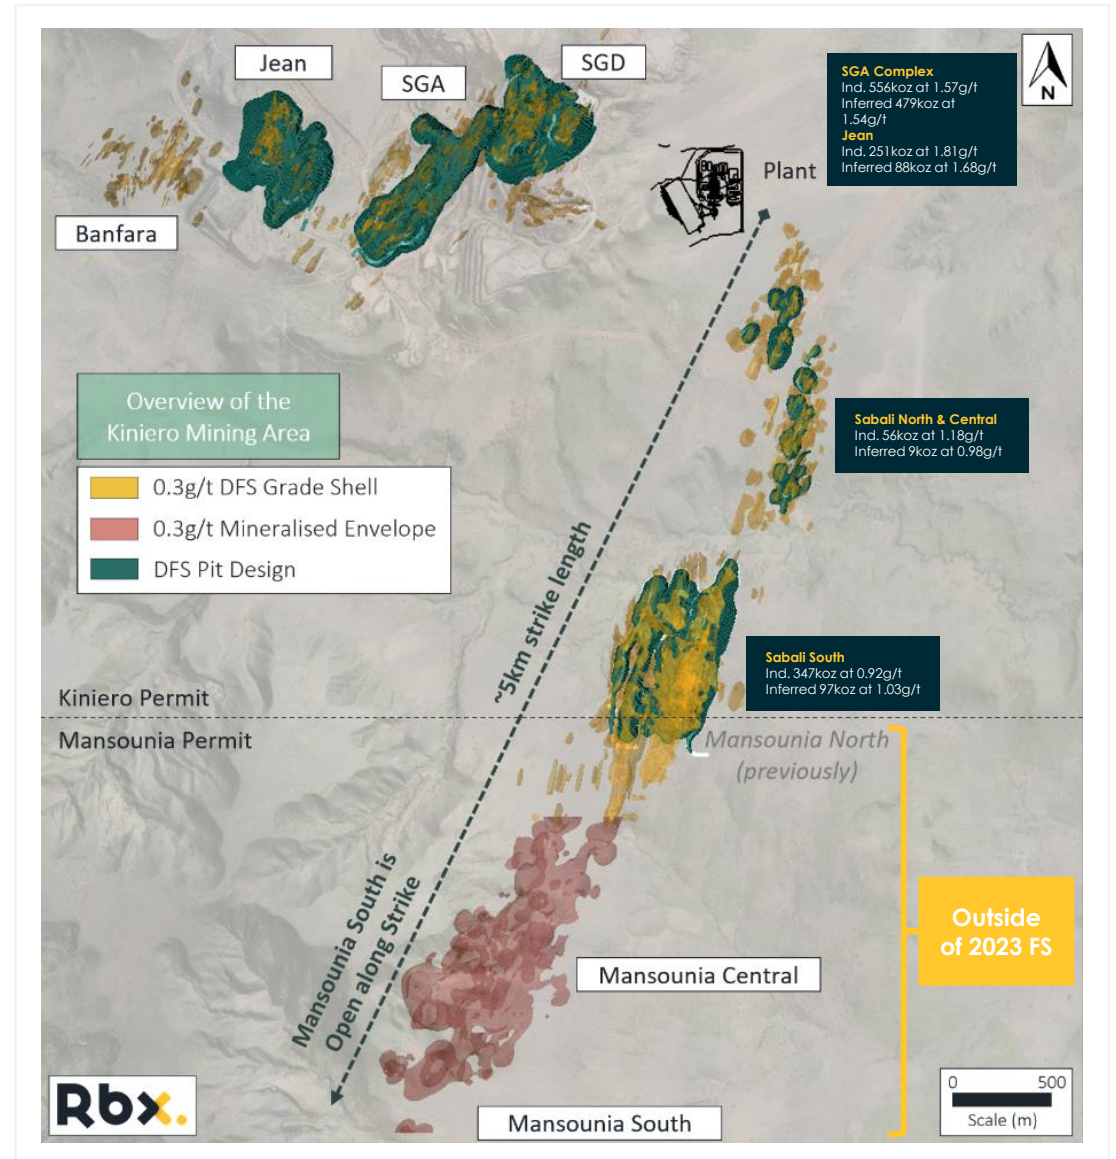 Jean
SGA
SGD
SGA Complex
Ind. 556koz at 1.57g/t
Inferred 479koz at
1.54g/t
Jean
Ind. 251koz at 1.81g/t
Inferred 88koz at 1.68g/t
N
Plant
Banfara
Overview of the
Kiniero Mining Area
0.3g/t DFS Grade Shell
0.3g/t Mineralised Envelope
DFS Pit Design
Sabali North & Central
Ind. 56koz at 1.18g/t
Inferred 9koz at 0.98g/t
~5km strike length
Sabali South
Ind. 347koz at 0.92g/t
Inferred 97koz at 1.03g/t
Kiniero Permit
Mansounia Permit
Mansounia North
(previously)
Mansounia South is
Open along Strike
Outside
of 2023 FS
Mansounia Central
Mansounia South
Rbx.
0 500
Scale (m)